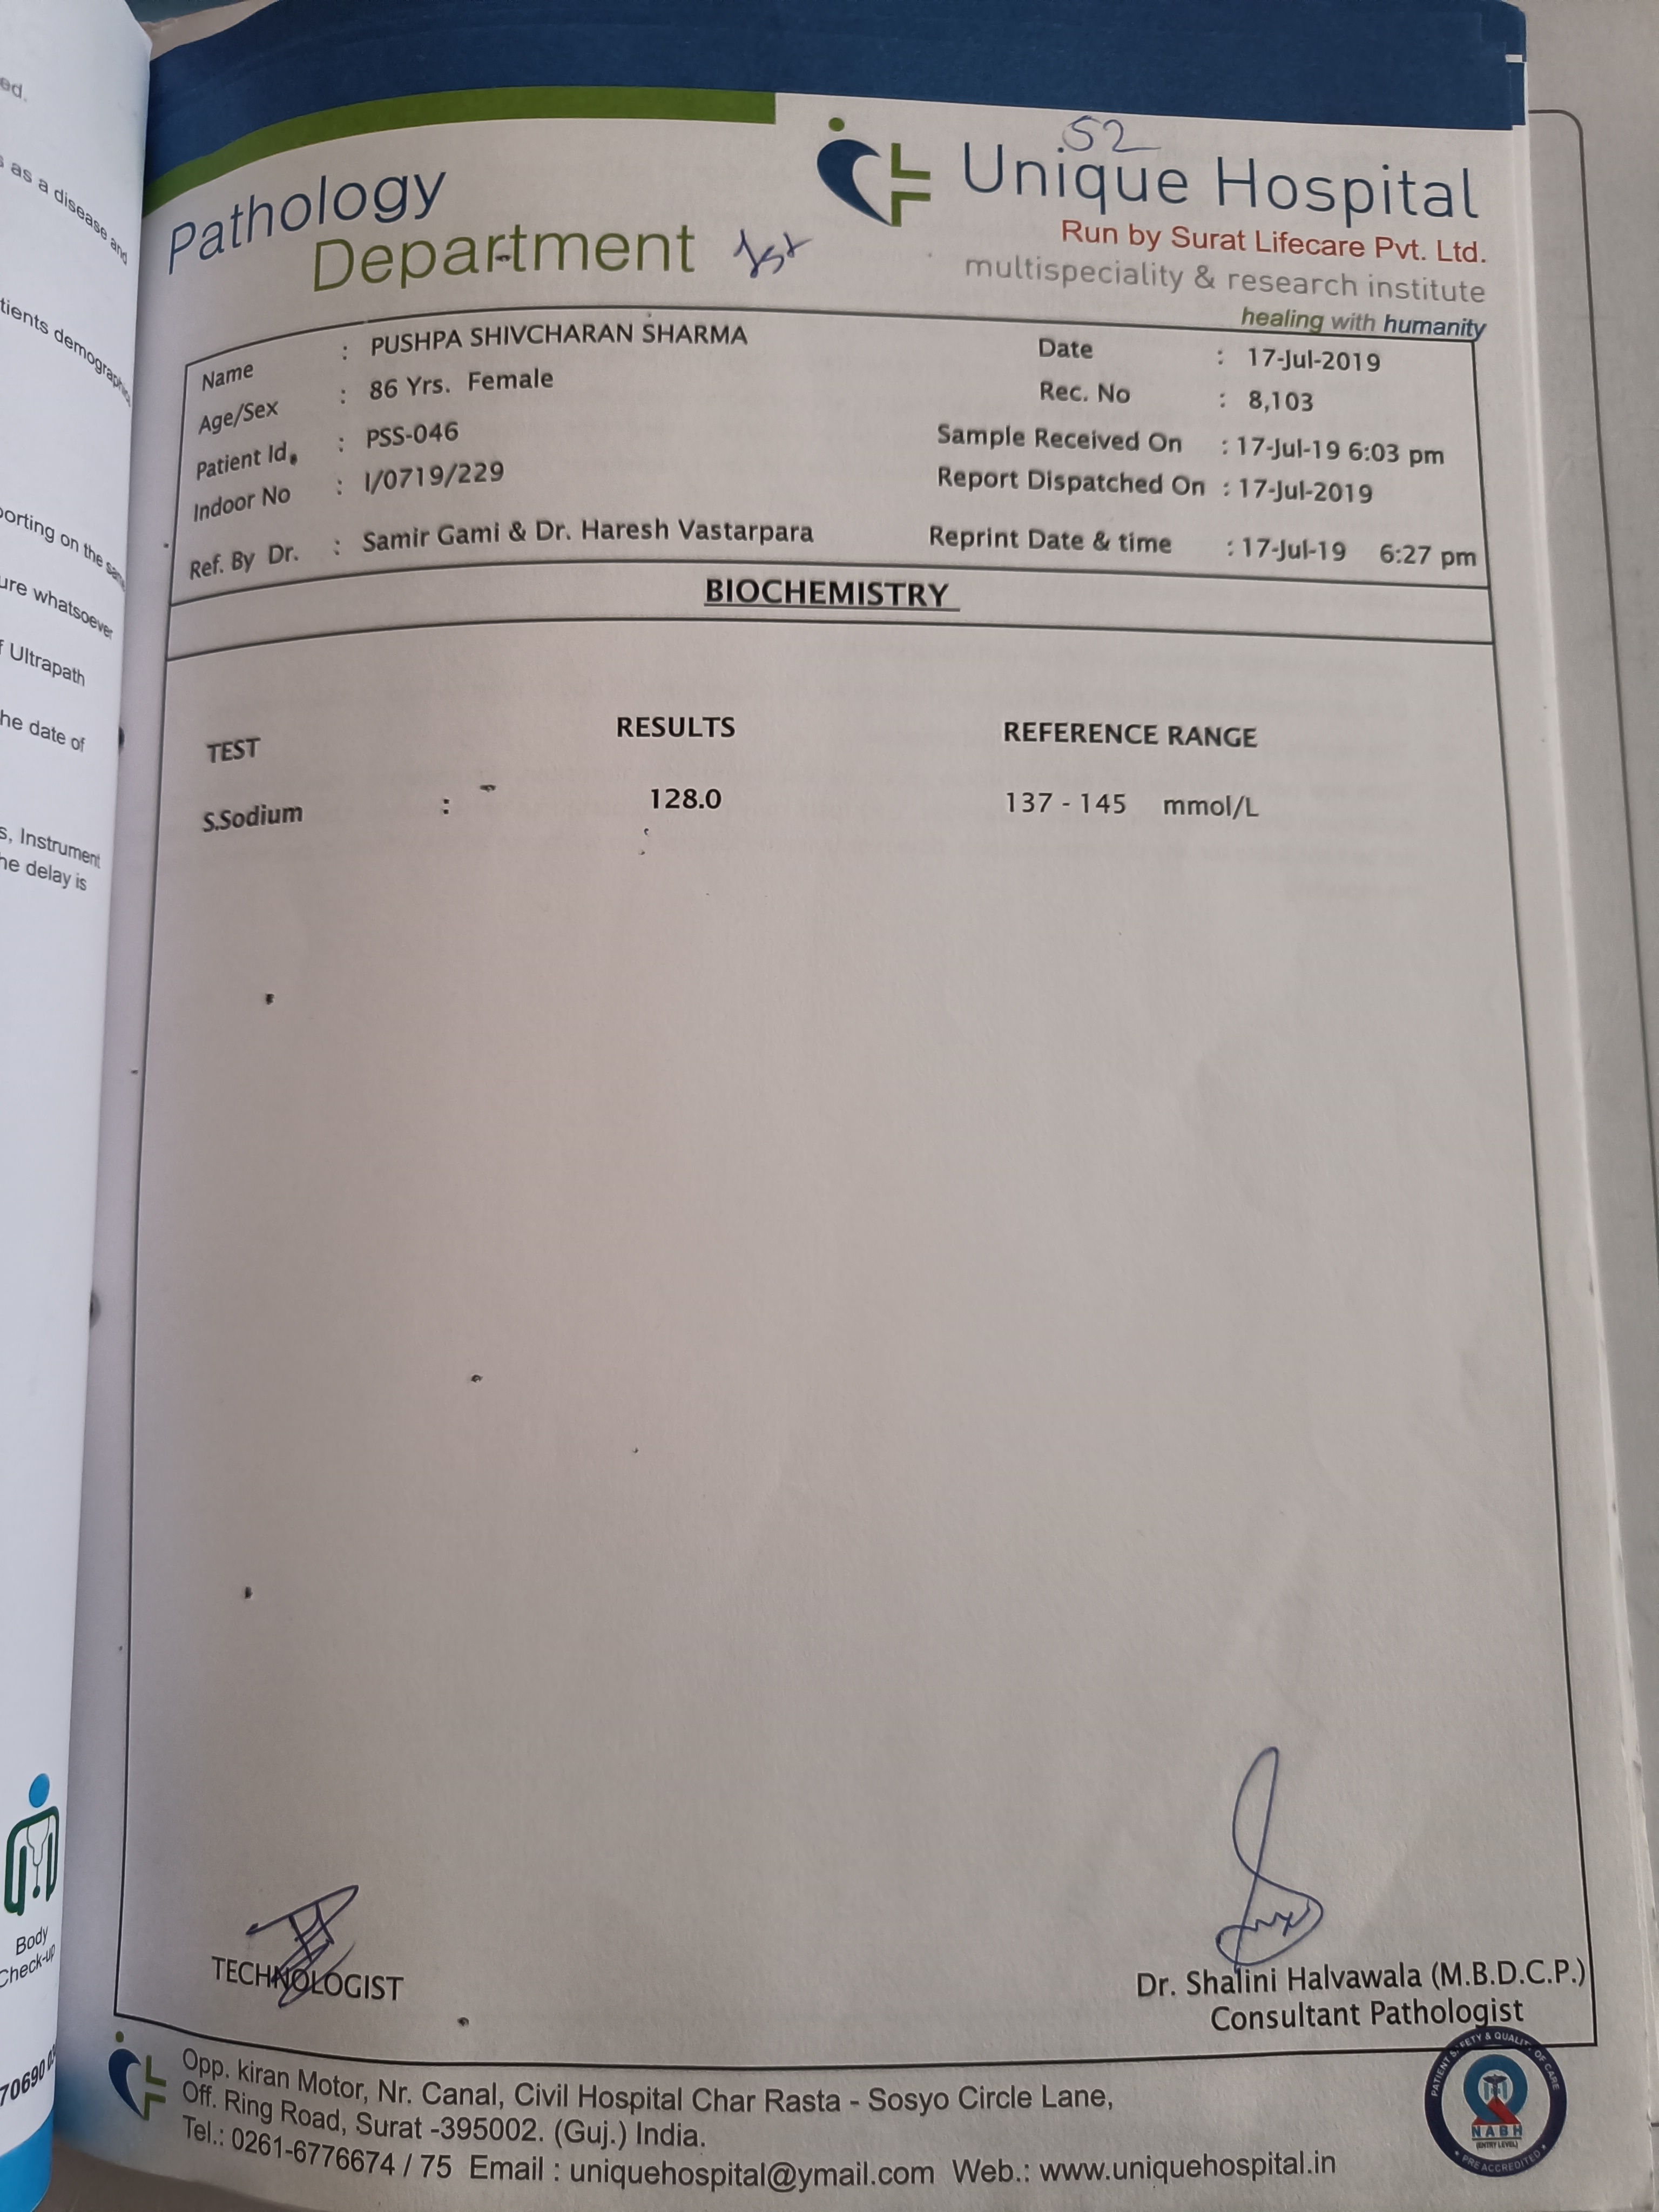 ed.
as a disease and
tients demographics
porting on the same
ure whatsoever
f Ultrapath
he date of
s, Instrument
he delay is
Body
Check-up
70690
52
Pathology
Department
1st
Unique Hospital
Run by Surat Lifecare Pvt. Ltd.
multispeciality & research institute
healing with humanity
Name : PUSHPA SHIVCHARAN SHARMA Date : 17-Jul-2019
Age/Sex : 86 Yrs. Female Rec. No : 8,103
Patient Id. : PSS-046 Sample Received On : 17-Jul-19 6:03 pm
Indoor No : I/0719/229 Report Dispatched On : 17-Jul-2019
Ref. By Dr. : Samir Gami & Dr. Haresh Vastarpara Reprint Date & time : 17-Jul-19 6:27 pm
BIOCHEMISTRY
TEST RESULTS REFERENCE RANGE
S.Sodium : 128.0 137 - 145 mmol/L
TECHNOLOGIST
Dr. Shalini Halvawala (M.B.D.C.P.)
Consultant Pathologist
Opp. kiran Motor, Nr. Canal, Civil Hospital Char Rasta - Sosyo Circle Lane,
Off. Ring Road, Surat -395002. (Guj.) India.
Tel.: 0261-6776674 / 75 Email : uniquehospital@ymail.com Web.: www.uniquehospital.in
PATIENT SAFETY & QUALITY OF CARE
NABH
(ENTRY LEVEL)
PRE ACCREDITED